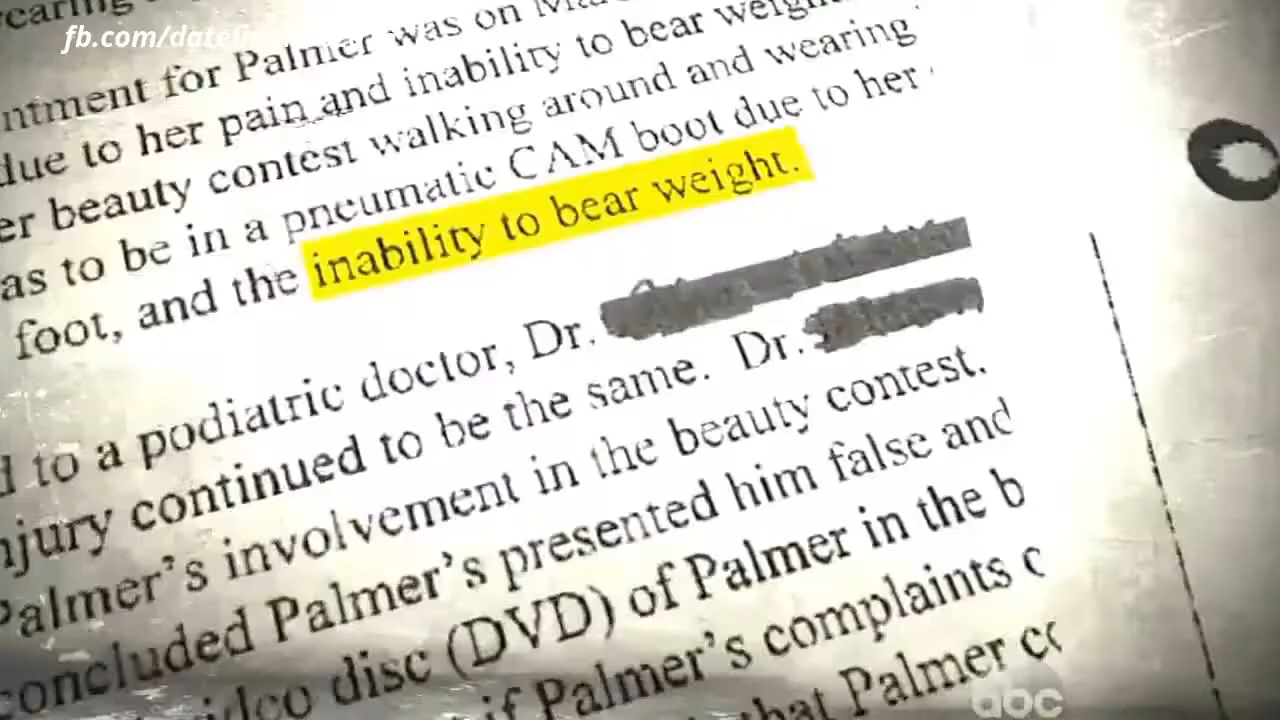 fb.com/dateli
ntment for Palmer was on
due to her pain and inability to bear
er beauty contest walking around and wearing
as to be in a pneumatic CAM boot due to her
foot, and the inability to bear weight.
to a podiatric doctor, Dr.
njury continued to be the same. Dr.
Palmer's involvement in the beauty contest.
concluded Palmer's presented him false and
disc (DVD) of Palmer in the b
if Palmer's complaints c
that Palmer co
abc